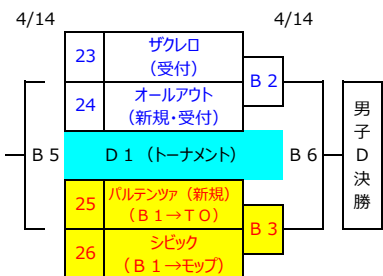 4/14
4/14
23
ザクレロ
(受付)
B 2
24
オールアウト
(新規・受付)
B 5
D 1 (トーナメント)
B 6
男子D決勝
25
パルテンツァ (新規)
(B 1→T O)
B 3
26
シビック
(B 1→モップ)